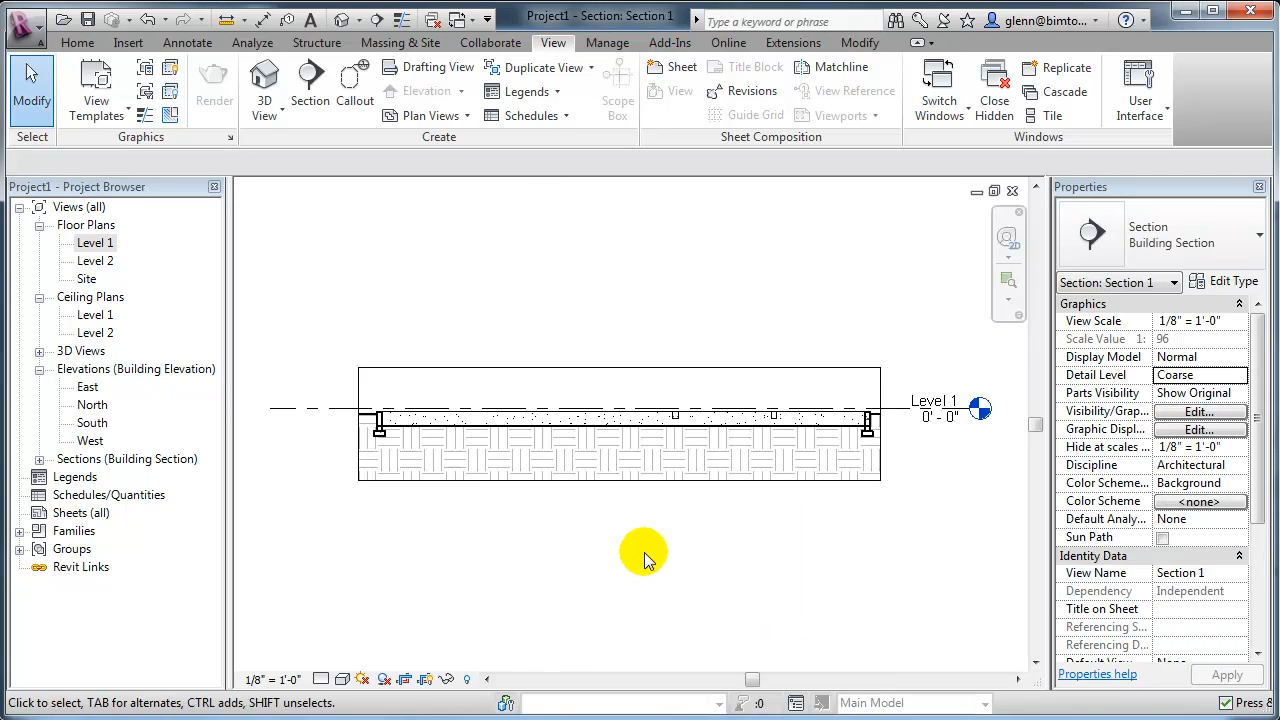 Project1 - Section: Section 1
Type a keyword or phrase
glenn@bimto...
Home Insert Annotate Analyze Structure Massing & Site Collaborate View Manage Add-Ins Online Extensions Modify
Modify
View Templates
Render
3D View
Section
Callout
Drafting View
Elevation
Plan Views
Duplicate View
Legends
Schedules
Scope Box
Sheet
View
Title Block
Revisions
Guide Grid
Matchline
View Reference
Viewports
Switch Windows
Close Hidden
Replicate
Cascade
Tile
User Interface
Select Graphics Create Sheet Composition Windows
Project1 - Project Browser
Views (all)
Floor Plans
Level 1
Level 2
Site
Ceiling Plans
Level 1
Level 2
3D Views
Elevations (Building Elevation)
East
North
South
West
Sections (Building Section)
Legends
Schedules/Quantities
Sheets (all)
Families
Groups
Revit Links
2D
Level 1
0' - 0"
Properties
Section
Building Section
Section: Section 1 Edit Type
Graphics
View Scale 1/8" = 1'-0"
Scale Value 1: 96
Display Model Normal
Detail Level Coarse
Parts Visibility Show Original
Visibility/Grap... Edit...
Graphic Displ... Edit...
Hide at scales ... 1/8" = 1'-0"
Discipline Architectural
Color Scheme... Background
Color Scheme <none>
Default Analy... None
Sun Path
Identity Data
View Name Section 1
Dependency Independent
Title on Sheet
Referencing S...
Referencing D...
Properties help Apply
1/8" = 1'-0"
Click to select, TAB for alternates, CTRL adds, SHIFT unselects. :0 Main Model Press &